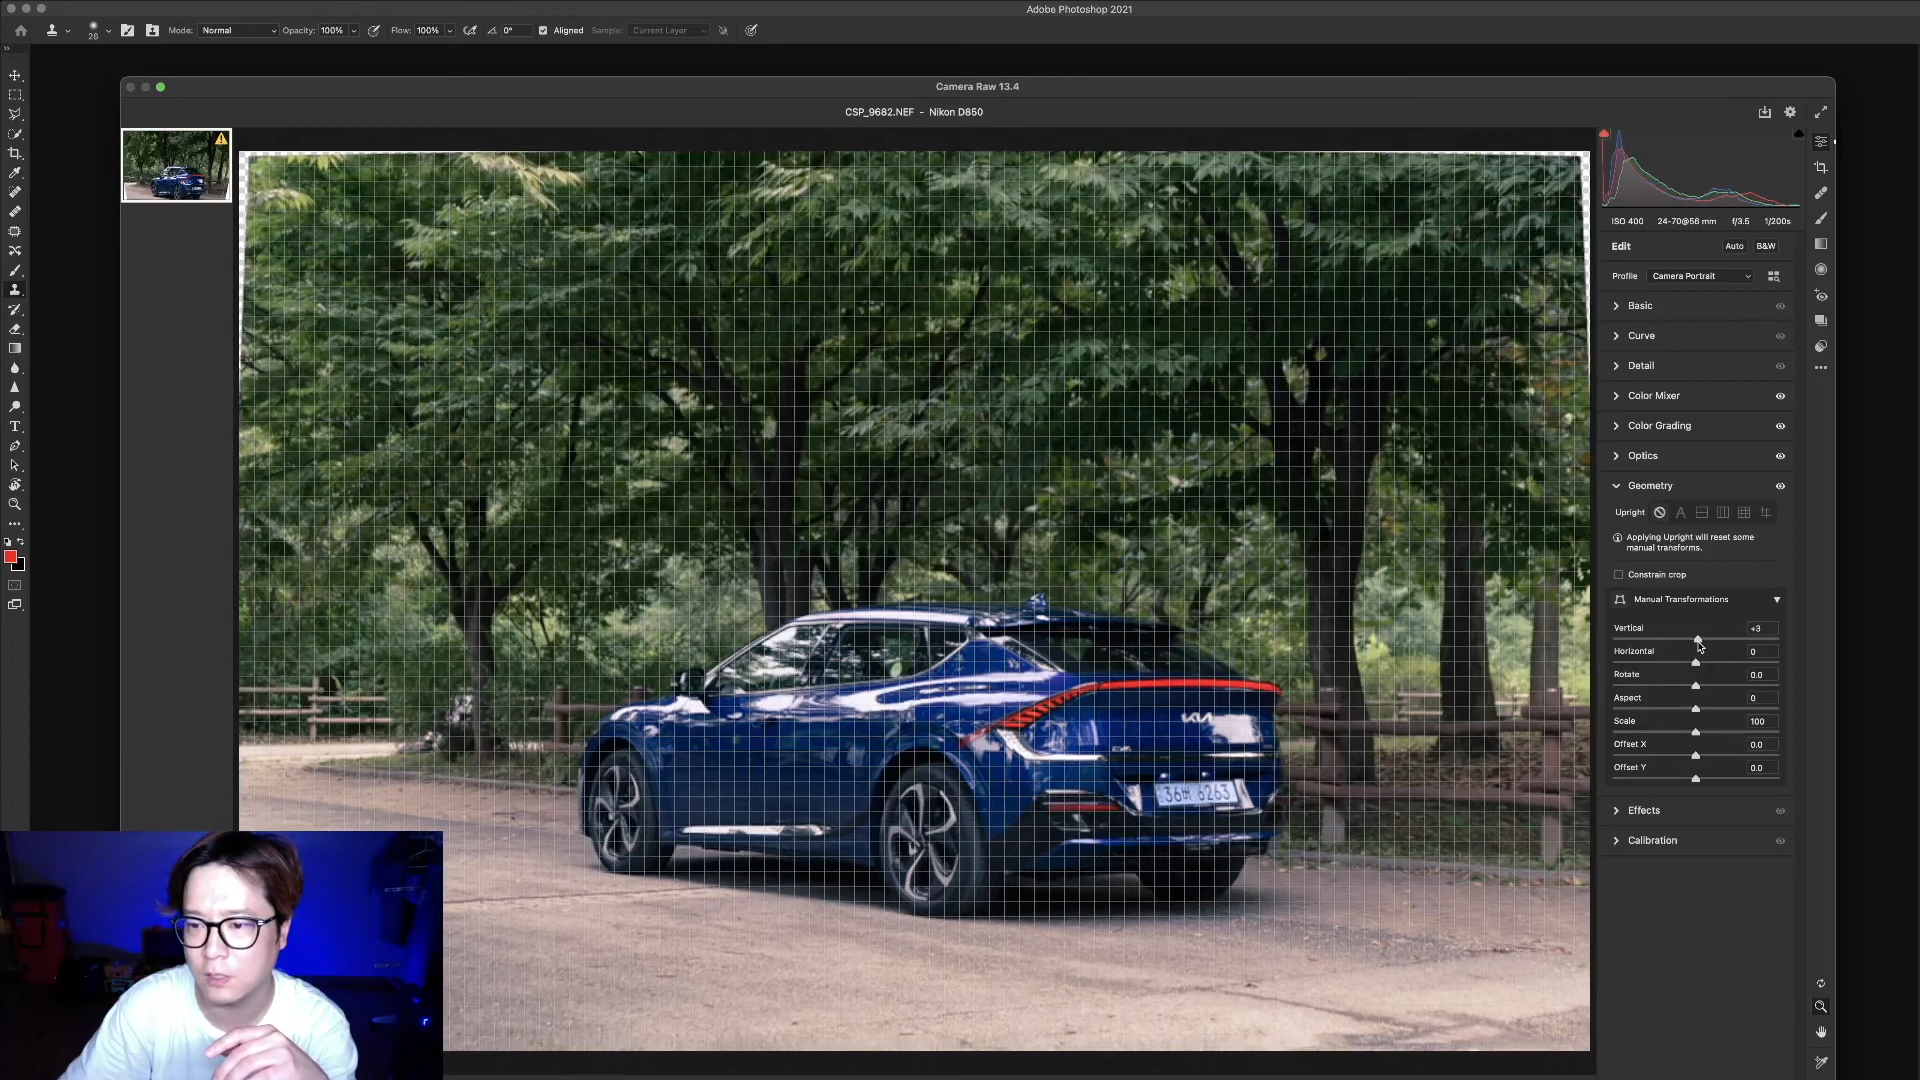 Adobe Photoshop 2021
26 Mode: Normal Opacity: 100% Flow: 100% 0° Aligned Sample: Current Layer
Camera Raw 13.4
CSP_9682.NEF - Nikon D850
ISO 400 24-70@56 mm f/3.5 1/200s
Edit Auto B&W
Profile Camera Portrait
Basic
Curve
Detail
Color Mixer
Color Grading
Optics
Geometry
Upright A
Applying Upright will reset some
manual transforms.
Constrain crop
Manual Transformations
Vertical +3
Horizontal 0
Rotate 0.0
Aspect 0
Scale 100
Offset X 0.0
Offset Y 0.0
Effects
Calibration
KIA
6263